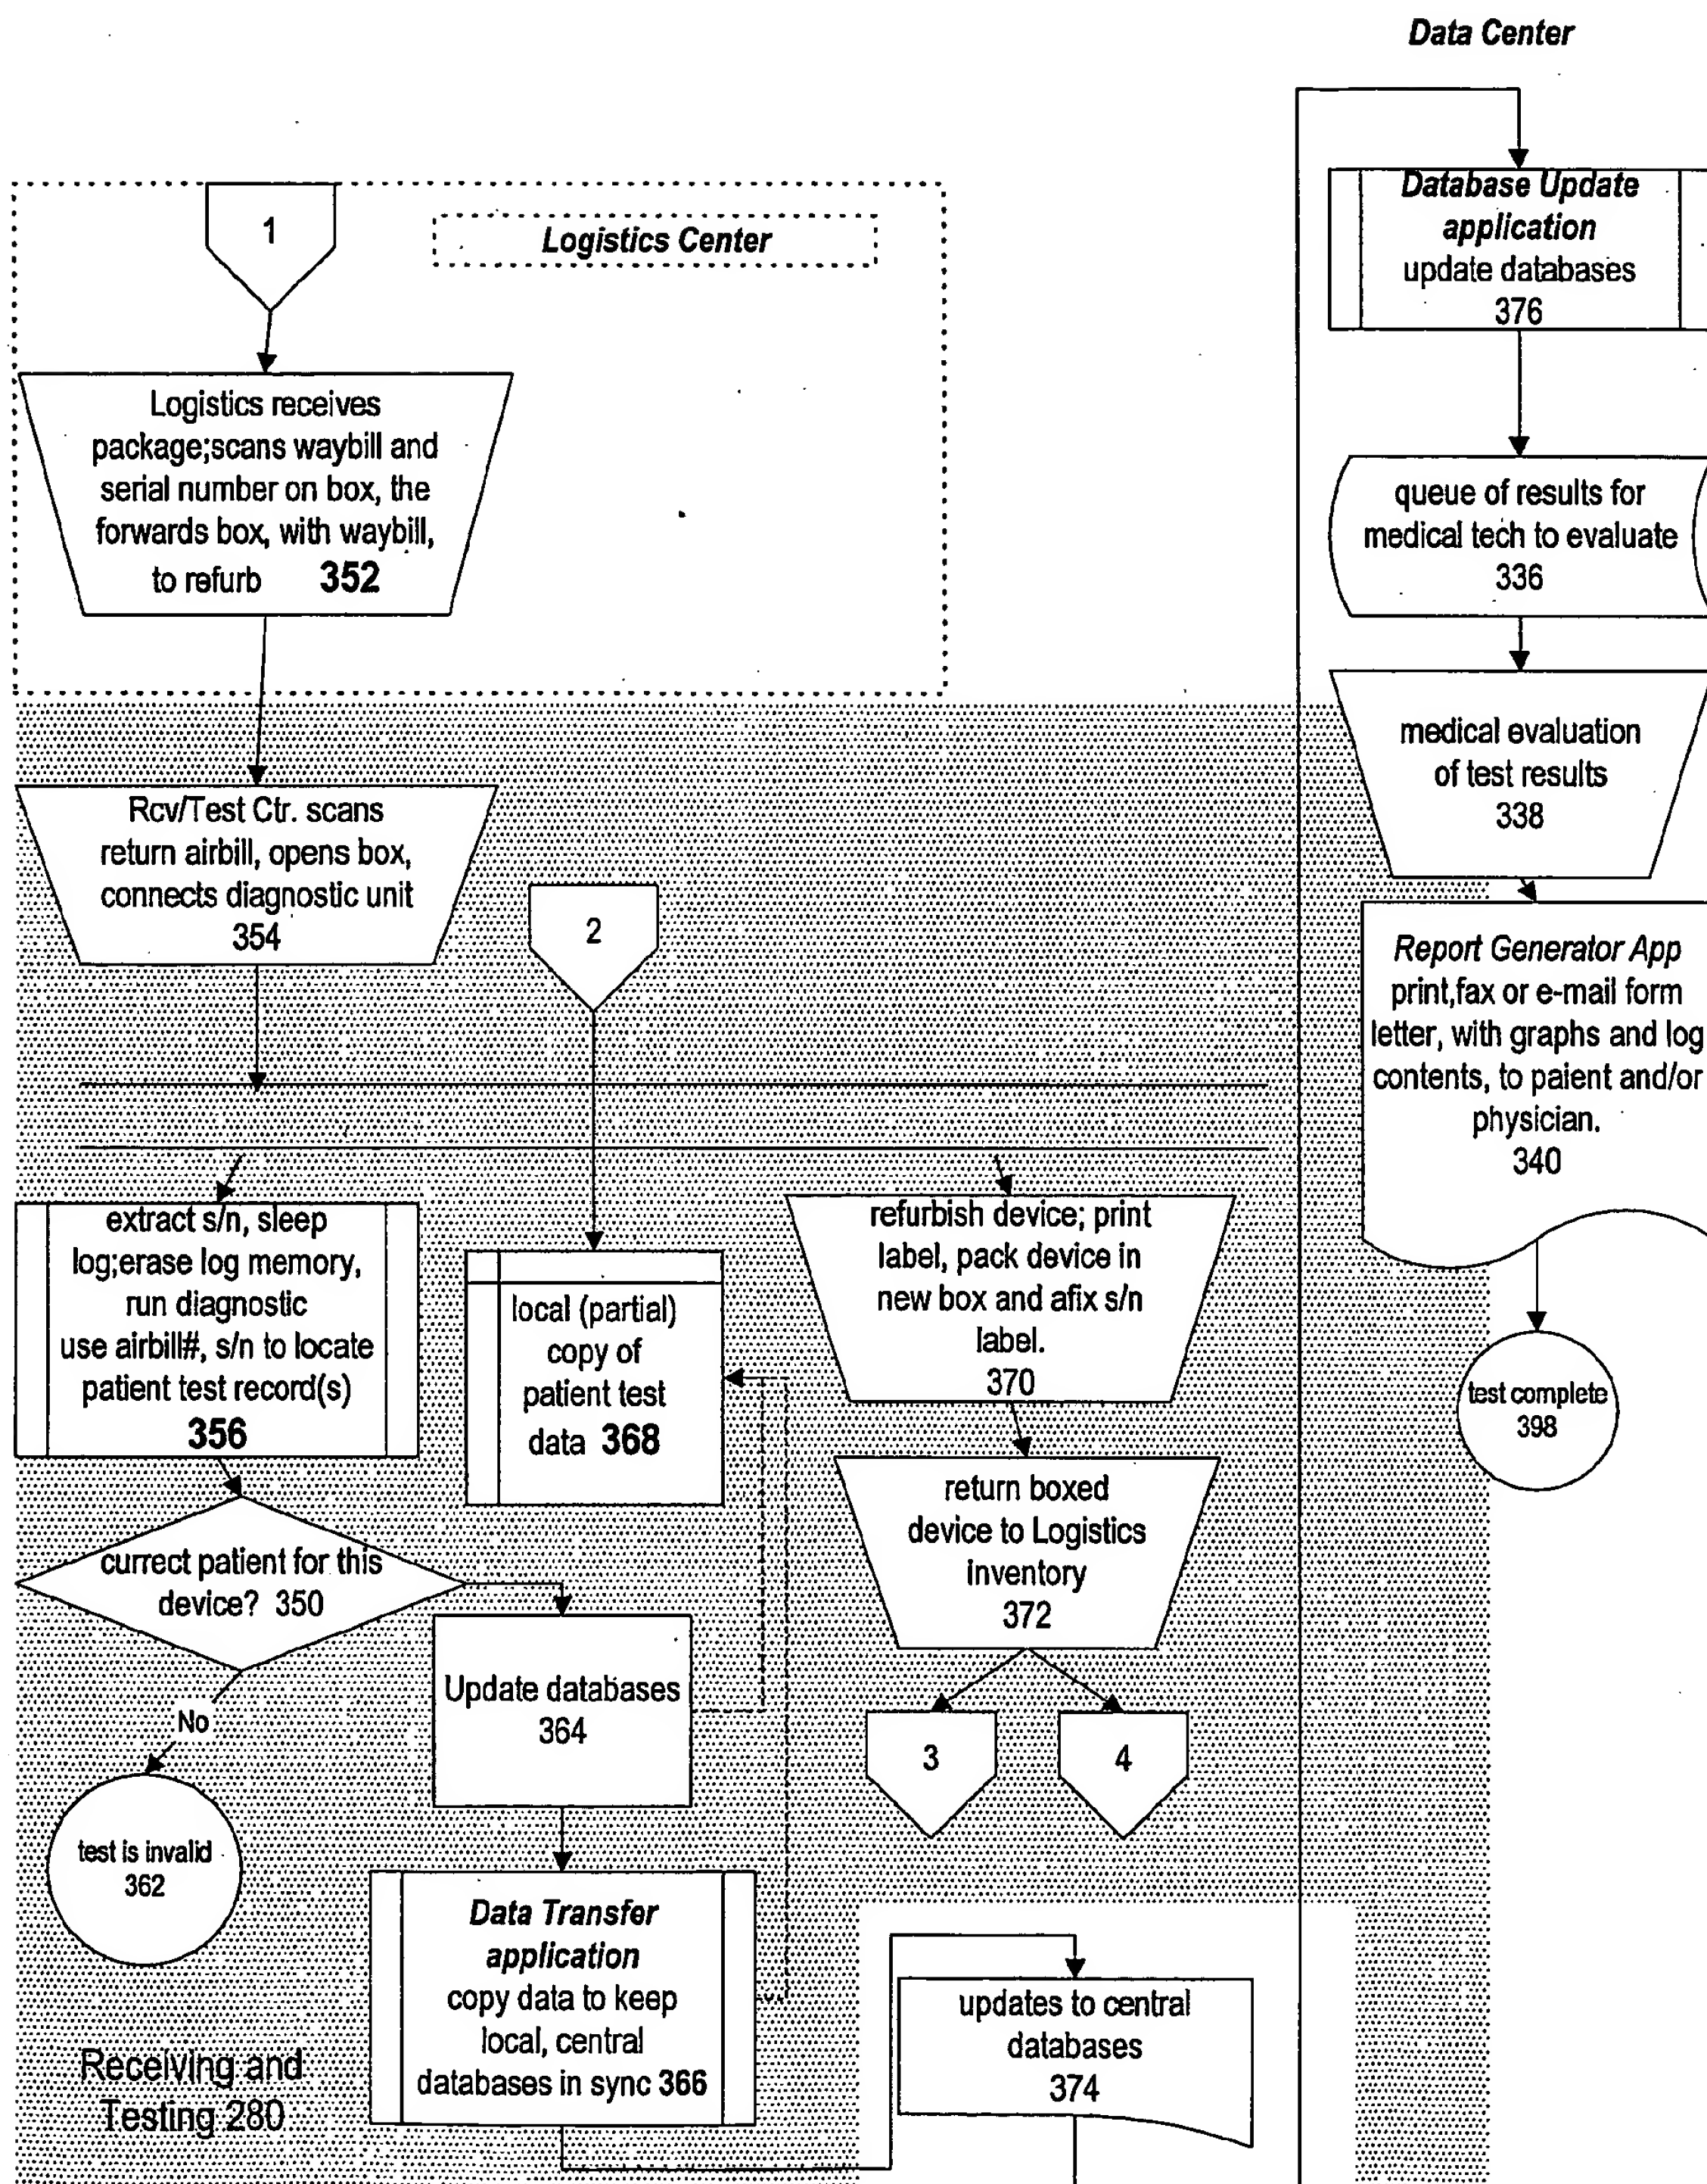 Data Center
1
Logistics Center
Logistics receives
package;scans waybill and
serial number on box, the
forwards box, with waybill,
to refurb 352
Rcv/Test Ctr. scans
return airbill, opens box,
connects diagnostic unit
354
2
extract s/n, sleep
log;erase log memory,
run diagnostic
use airbill#, s/n to locate
patient test record(s)
356
local (partial)
copy of
patient test
data 368
refurbish device; print
label, pack device in
new box and afix s/n
label.
370
currect patient for this
device? 350
return boxed
device to Logistics
inventory
372
Update databases
364
No
3
4
test is invalid
362
Data Transfer
application
copy data to keep
local, central
databases in sync 366
updates to central
databases
374
Receiving and
Testing 280
Database Update
application
update databases
376
queue of results for
medical tech to evaluate
336
medical evaluation
of test results
338
Report Generator App
print,fax or e-mail form
letter, with graphs and log
contents, to paient and/or
physician.
340
test complete
398